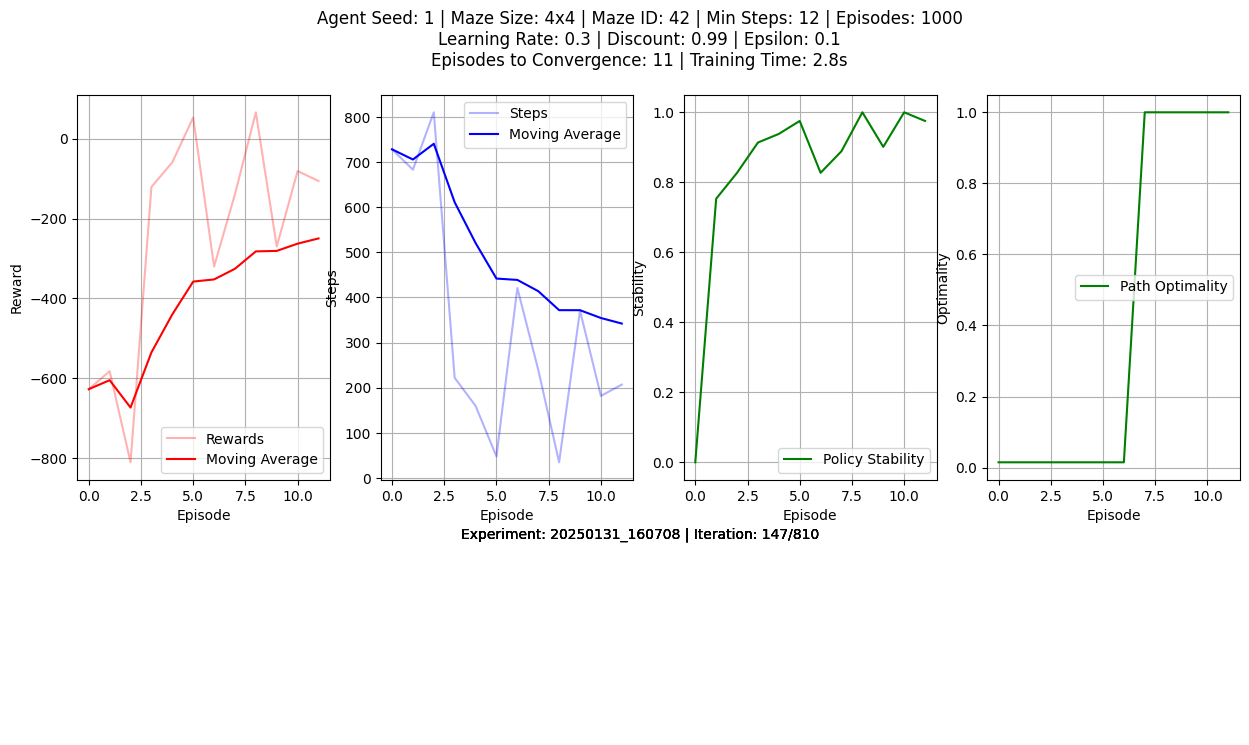 Agent Seed: 1 | Maze Size: 4x4 | Maze ID: 42 | Min Steps: 12 | Episodes: 1000
Learning Rate: 0.3 | Discount: 0.99 | Epsilon: 0.1
Episodes to Convergence: 11 | Training Time: 2.8s
Reward
0
−200
−400
−600
−800
Rewards
Moving Average
0.0 2.5 5.0 7.5 10.0
Episode
Steps
800
700
600
500
400
300
200
100
0
Steps
Moving Average
0.0 2.5 5.0 7.5 10.0
Episode
Stability
1.0
0.8
0.6
0.4
0.2
0.0
Policy Stability
0.0 2.5 5.0 7.5 10.0
Episode
Optimality
1.0
0.8
0.6
0.4
0.2
0.0
Path Optimality
0.0 2.5 5.0 7.5 10.0
Episode
Experiment: 20250131_160708 | Iteration: 147/810